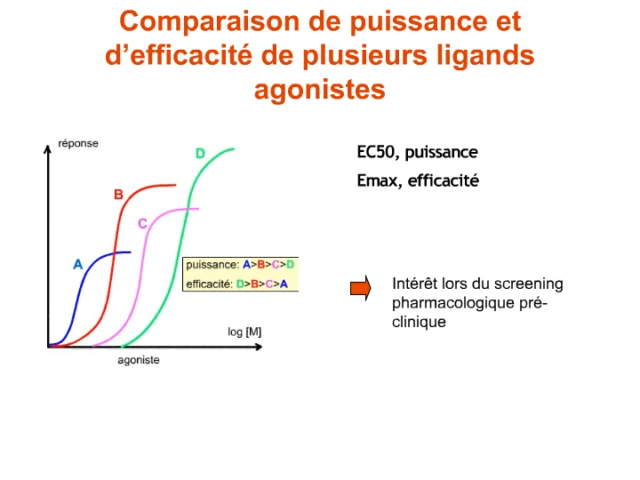 Comparaison de puissance et
d’efficacité de plusieurs ligands
agonistes
réponse
D
B
C
A
puissance: A>B>C>D
efficacité: D>B>C>A
log [M]
agoniste
EC50, puissance
Emax, efficacité
Intérêt lors du screening
pharmacologique pré-
clinique